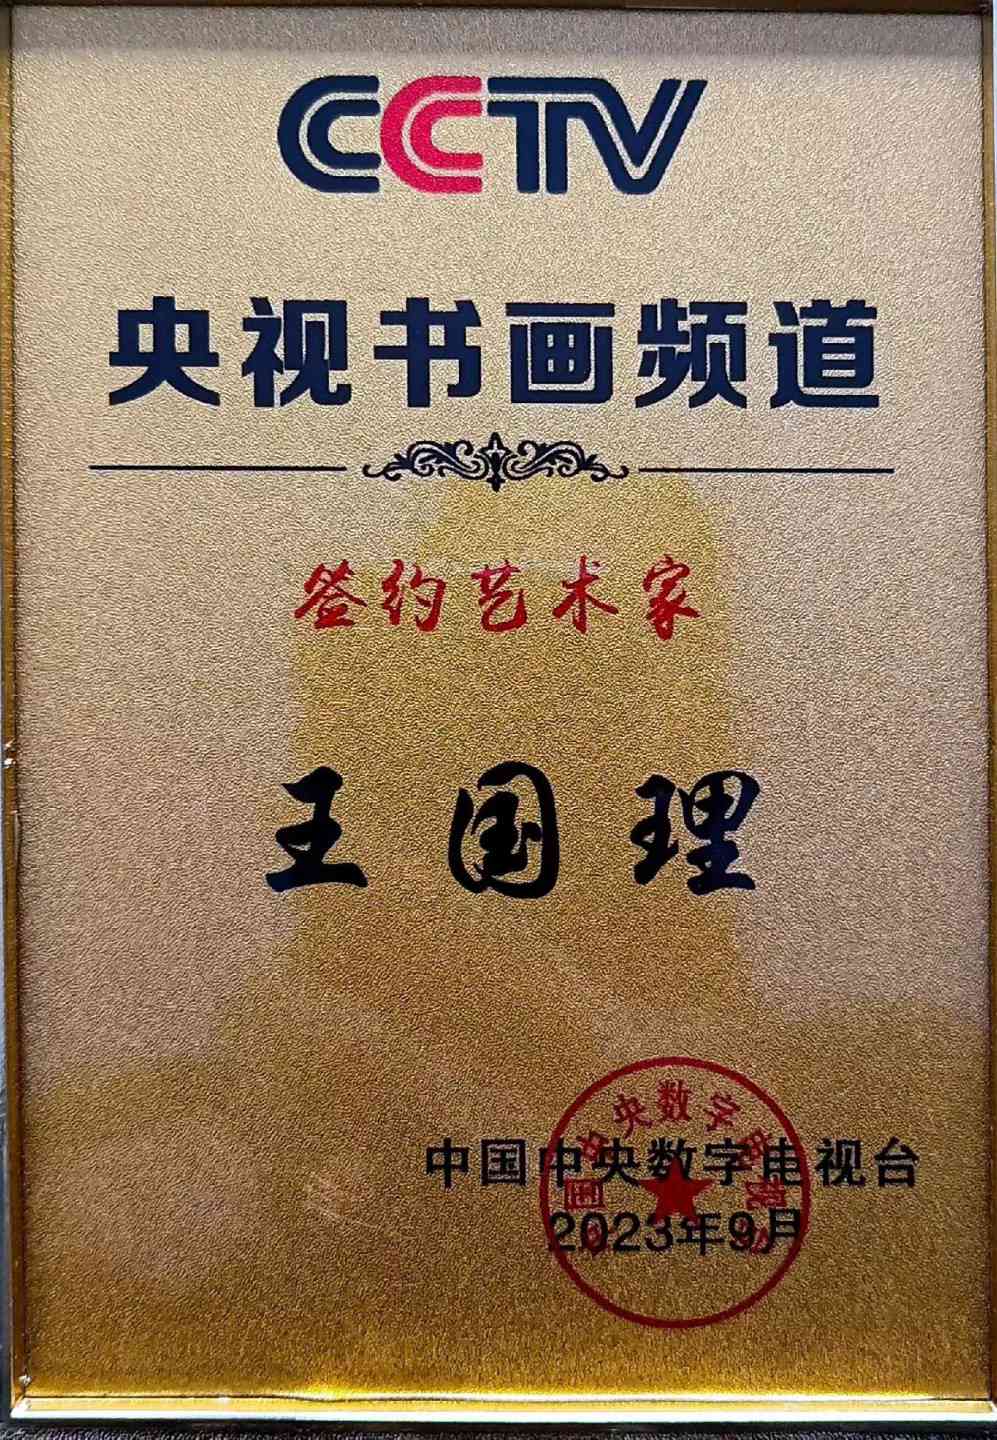 CCTV
央视书画频道
签约艺术家
王国理
中国中央数字电视台
2023年9月